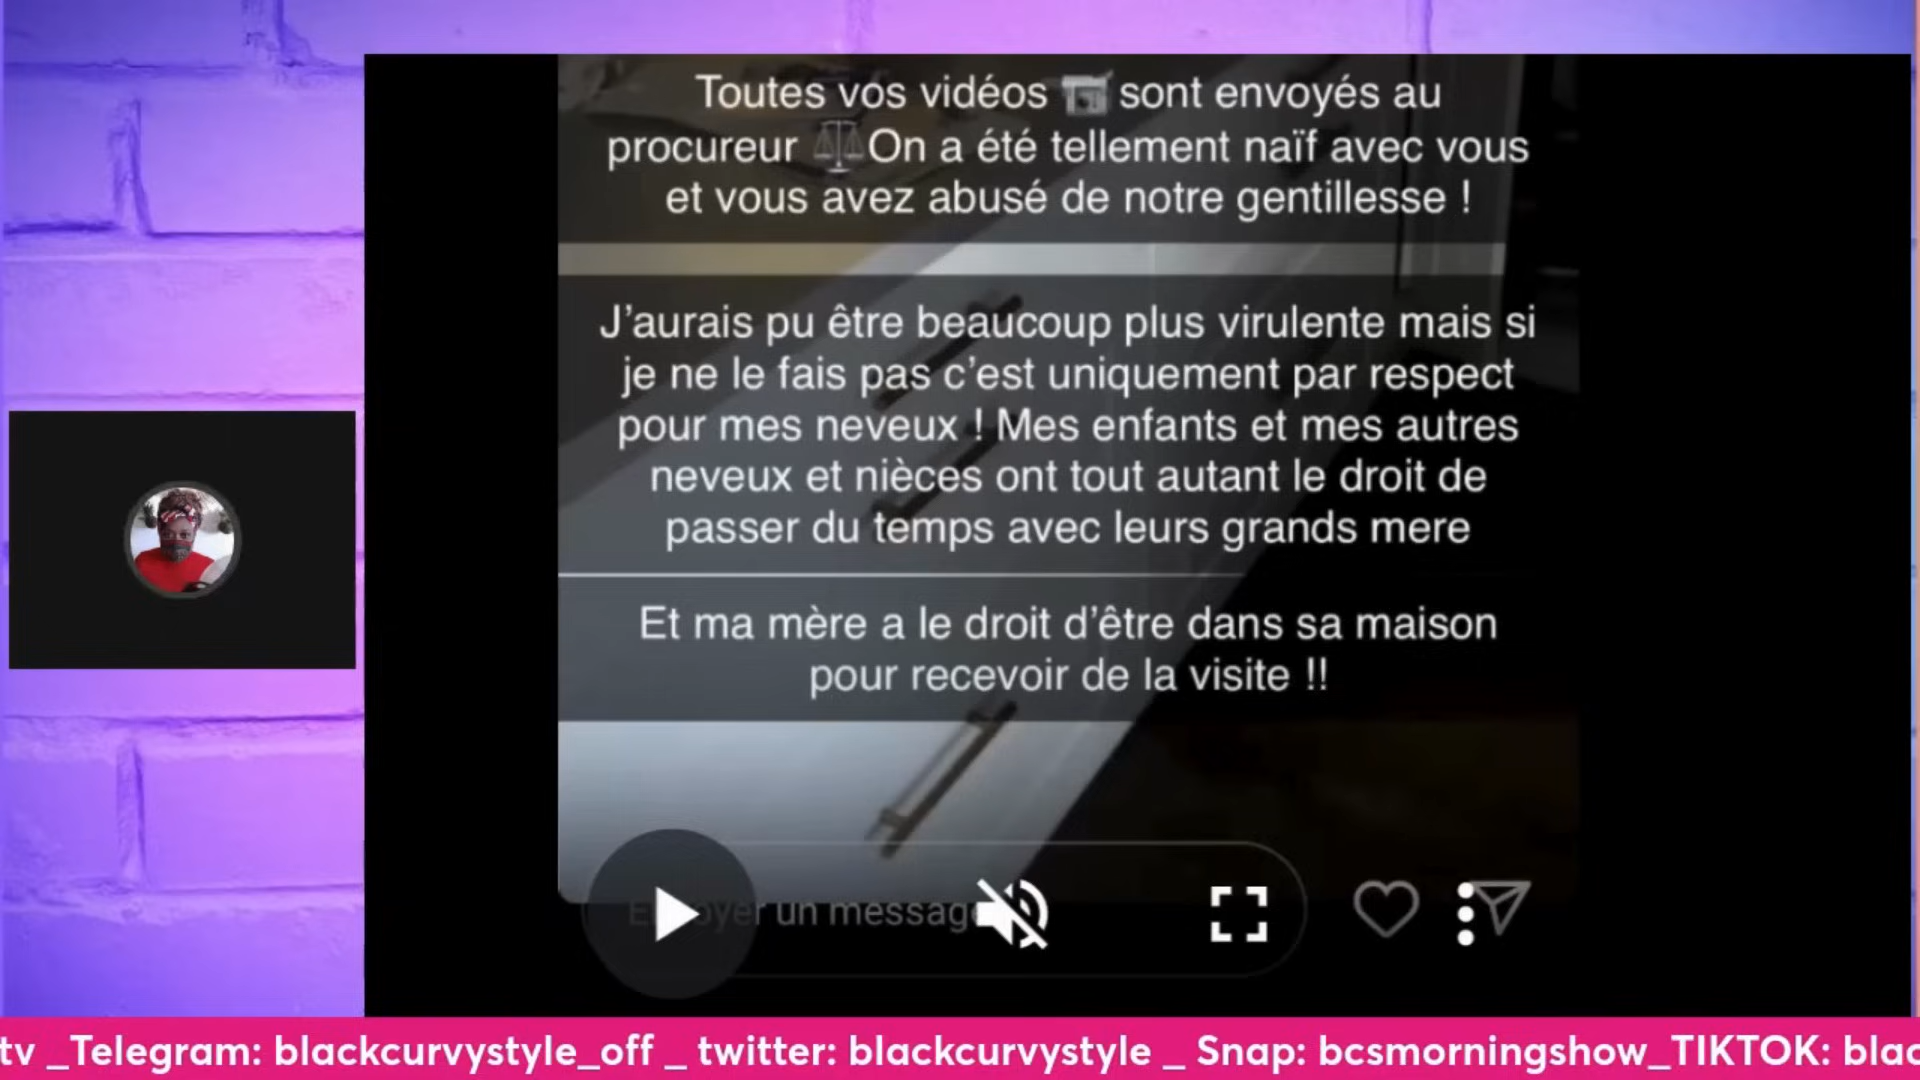 Toutes vos vidéos 🎥 sont envoyés au
procureur ⚖️On a été tellement naïf avec vous
et vous avez abusé de notre gentillesse !
J’aurais pu être beaucoup plus virulente mais si
je ne le fais pas c’est uniquement par respect
pour mes neveux ! Mes enfants et mes autres
neveux et nièces ont tout autant le droit de
passer du temps avec leurs grands mere
Et ma mère a le droit d’être dans sa maison
pour recevoir de la visite !!
un message
tv _Telegram: blackcurvystyle_off _ twitter: blackcurvystyle _ Snap: bcsmorningshow_TIKTOK: blac